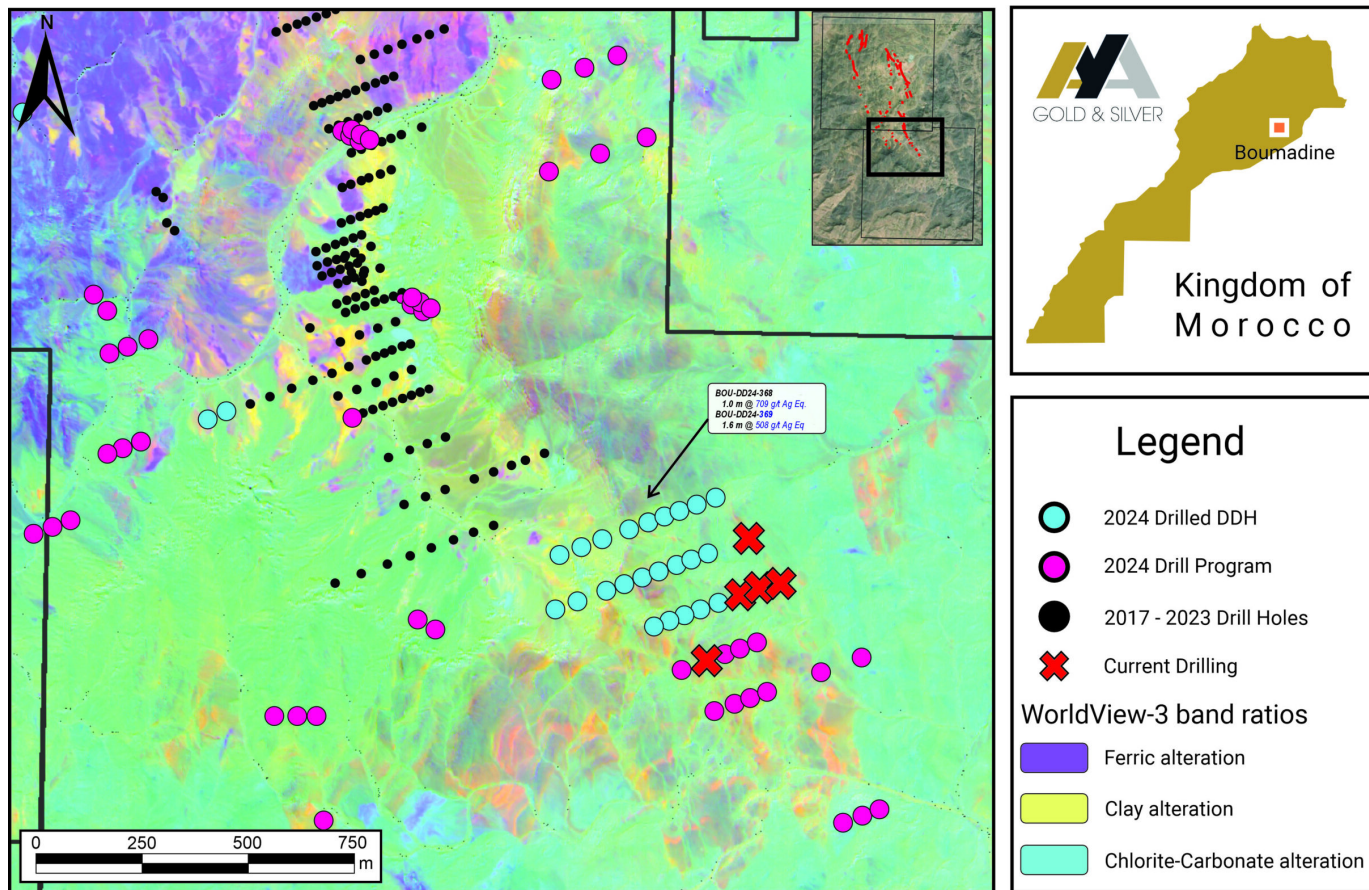 N
BOU-DD24-368
1.0 m @ 709 g/t Ag Eq.
BOU-DD24-369
1.6 m @ 508 g/t Ag Eq
0 250 500 750
m
AYA
GOLD & SILVER
Boumadine
Kingdom of
Morocco
Legend
2024 Drilled DDH
2024 Drill Program
2017 - 2023 Drill Holes
Current Drilling
WorldView-3 band ratios
Ferric alteration
Clay alteration
Chlorite-Carbonate alteration